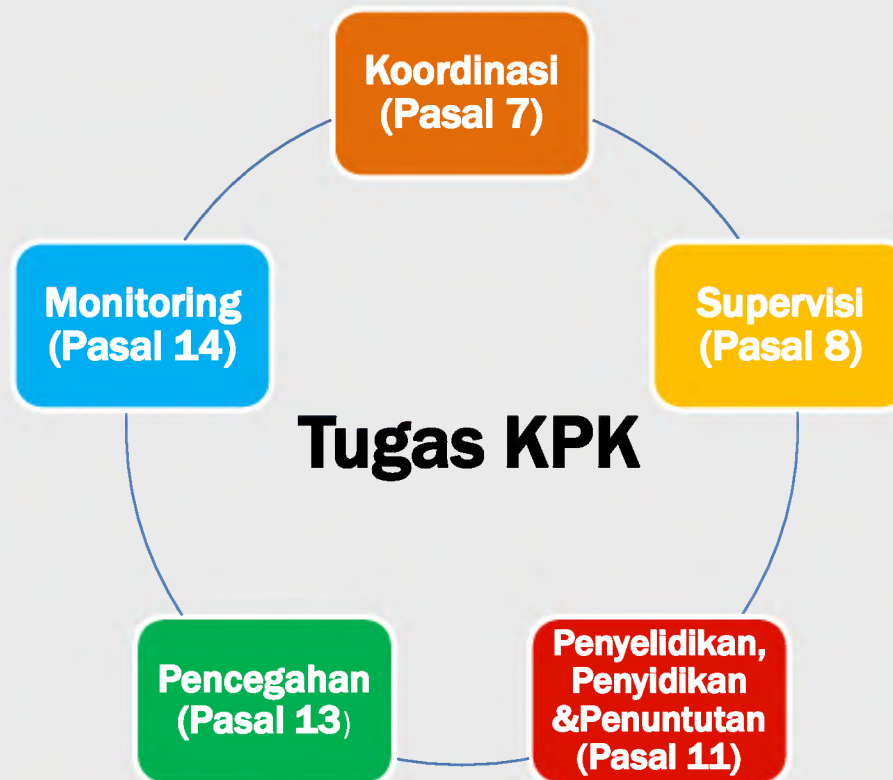 Koordinasi
(Pasal 7)
Supervisi
(Pasal 8)
Penyelidikan,
Penyidikan
&Penuntutan
(Pasal 11)
Pencegahan
(Pasal 13)
Monitoring
(Pasal 14)
Tugas KPK